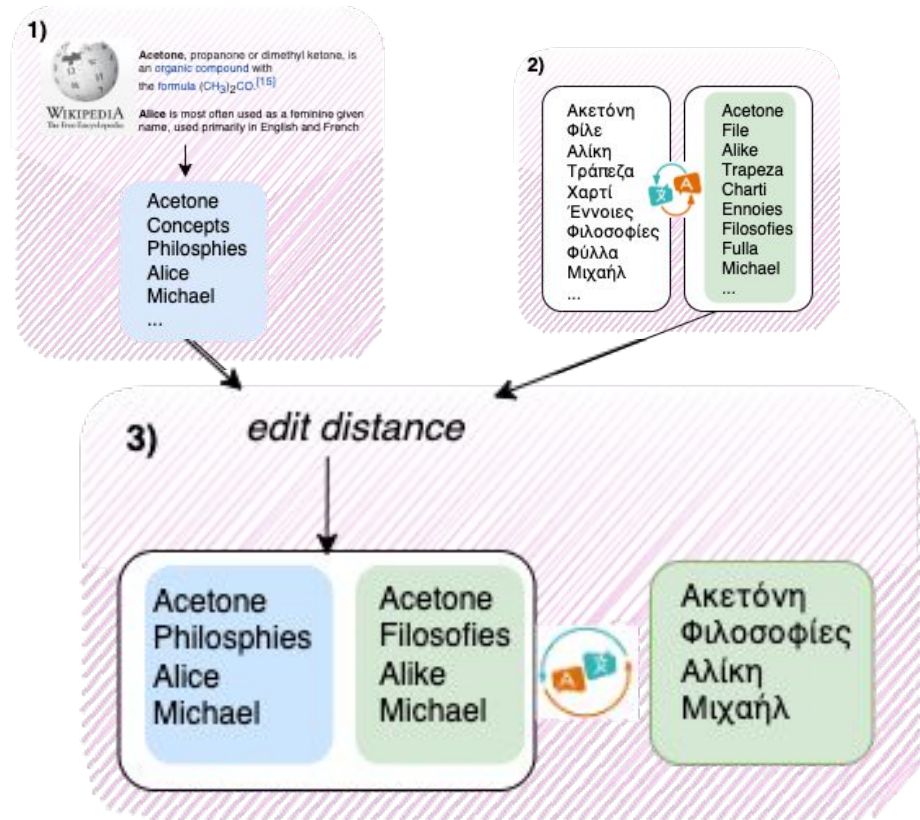 1)
WIKIPEDIA
The Free Encyclopedia
Acetone, propanone or dimethyl ketone, is
an organic compound with
the formula (CH₃)₂CO.[15]
Alice is most often used as a feminine given
name, used primarily in English and French
Acetone
Concepts
Philosphies
Alice
Michael
...
2)
Ακετόνη
Φίλε
Αλίκη
Τράπεζα
Χαρτί
Έννοιες
Φιλοσοφίες
Φύλλα
Μιχαήλ
...
Acetone
File
Alike
Trapeza
Charti
Ennoies
Filosofies
Fulla
Michael
...
文 A
3)
edit distance
Acetone
Philosphies
Alice
Michael
Acetone
Filosofies
Alike
Michael
A 文
Ακετόνη
Φιλοσοφίες
Αλίκη
Μιχαήλ